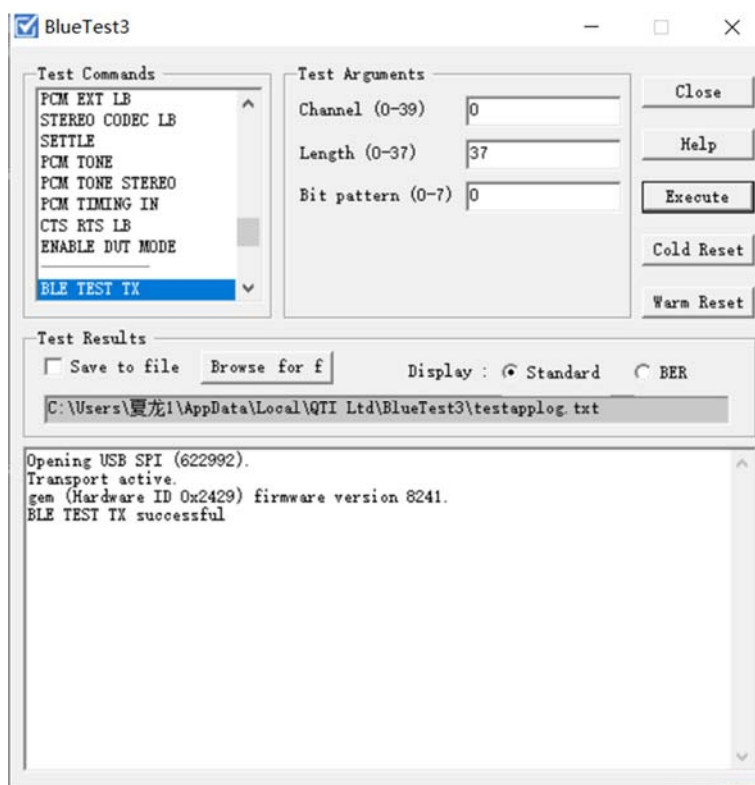 BlueTest3
Test Commands
PCM EXT LB
STEREO CODEC LB
SETTLE
PCM TONE
PCM TONE STEREO
PCM TIMING IN
CTS RTS LB
ENABLE DUT MODE
BLE TEST TX
Test Arguments
Channel (0-39) 0
Length (0-37) 37
Bit pattern (0-7) 0
Close
Help
Execute
Cold Reset
Warm Reset
Test Results
Save to file Browse for f Display : Standard BER
C:\Users\夏龙1\AppData\Local\QTI Ltd\BlueTest3\testapplog.txt
Opening USB SPI (622992).
Transport active.
gem (Hardware ID 0x2429) firmware version 8241.
BLE TEST TX successful